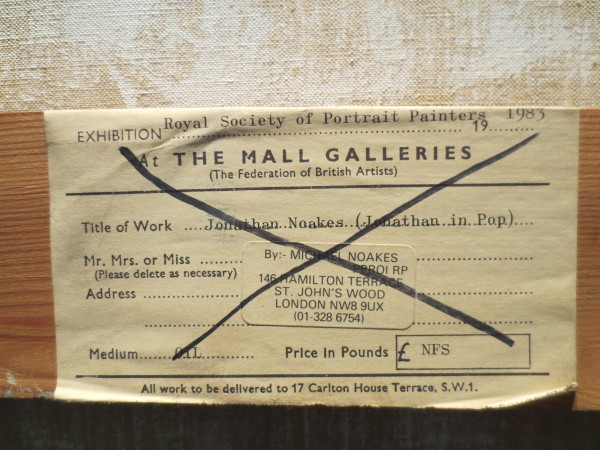 EXHIBITION Royal Society of Portrait Painters 19 1983
At THE MALL GALLERIES
(The Federation of British Artists)
Title of Work Jonathan Noakes (Jonathan in Pop)
Mr. Mrs. or Miss
(Please delete as necessary)
Address
By:- MICHAEL NOAKES
PPROI RP
146 HAMILTON TERRACE
ST. JOHN'S WOOD
LONDON NW8 9UX
(01-328 6754)
Medium OIL Price in Pounds £ NFS
All work to be delivered to 17 Carlton House Terrace, S.W.1.